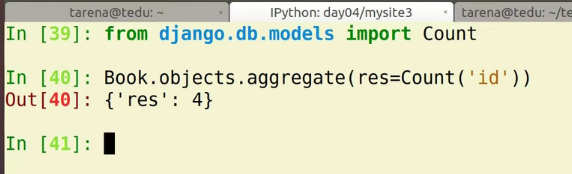 tarena@tedu: ~ × IPython: day04/mysite3 × tarena@tedu: ~/te
In [39]: from django.db.models import Count
In [40]: Book.objects.aggregate(res=Count('id'))
Out[40]: {'res': 4}
In [41]: